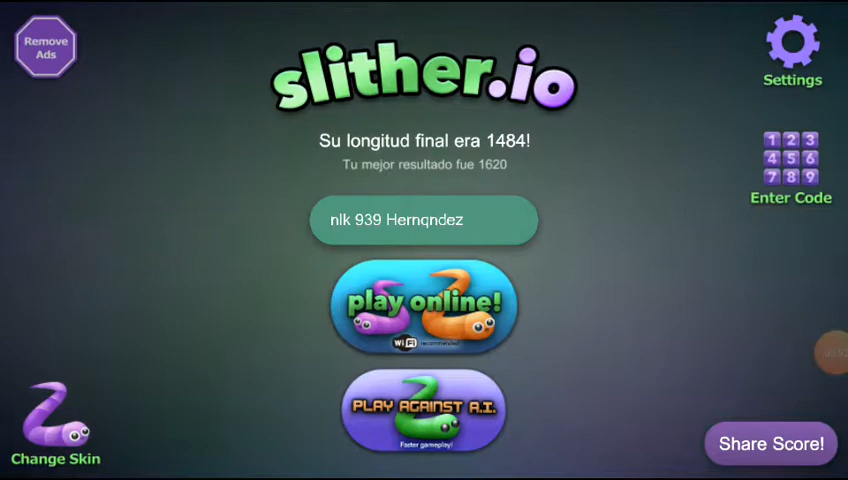 Remove
Ads
slither.io
Settings
Su longitud final era 1484!
Tu mejor resultado fue 1620
1 2 3
4 5 6
7 8 9
Enter Code
nlk 939 Hernqndez
play online!
WiFi recommended
PLAY AGAINST A.I.
Faster gameplay!
Change Skin
Share Score!